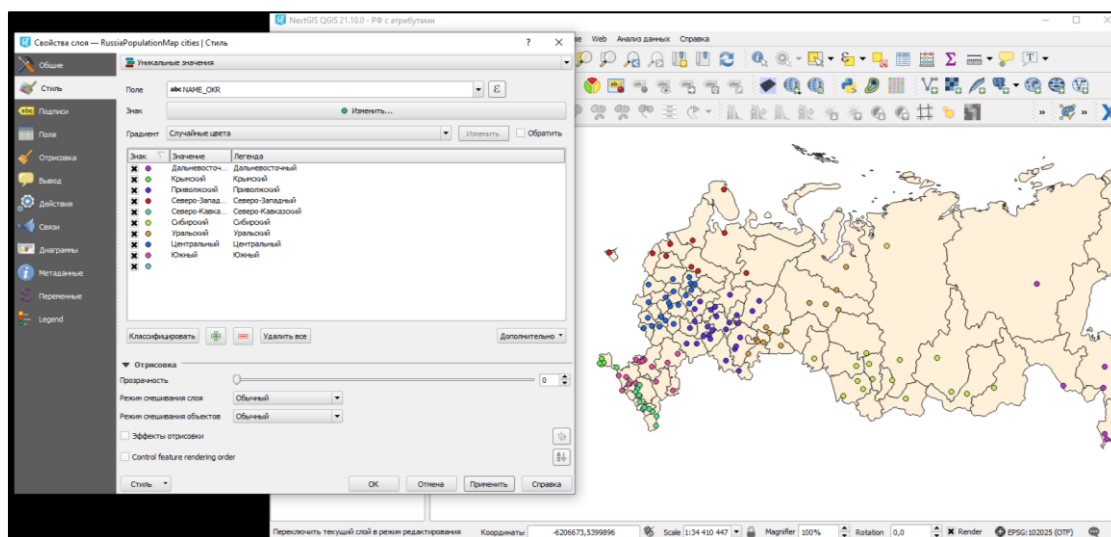 NextGIS QGIS 21.10.0 - РФ с атрибутами
Свойства слоя — RussiaPopulationMap cities | Стиль
Web Анализ данных Справка
Общие
Стиль
Подписи
Поля
Отрисовка
Вывод
Действия
Связи
Диаграммы
Метаданные
Переменные
Legend
Уникальные значения
Поле abc NAME_OKR ε
Знак Изменить...
Градиент Случайные цвета Изменить Обратить
Знак Значение Легенда
Дальневосточ... Дальневосточный
Крымский Крымский
Приволжский Приволжский
Северо-Запад... Северо-Западный
Северо-Кавка... Северо-Кавказский
Сибирский Сибирский
Уральский Уральский
Центральный Центральный
Южный Южный
Классифицировать Удалить все Дополнительно
Отрисовка
Прозрачность 0
Режим смешивания слоя Обычный
Режим смешивания объектов Обычный
Эффекты отрисовки
Control feature rendering order
Стиль ОК Отмена Применить Справка
Переключить текущий слой в режим редактирования Координаты -6206673,5399896 Scale 1:34 410 447 Magnifier 100% Rotation 0,0 Render EPSG:102025 (OTF)